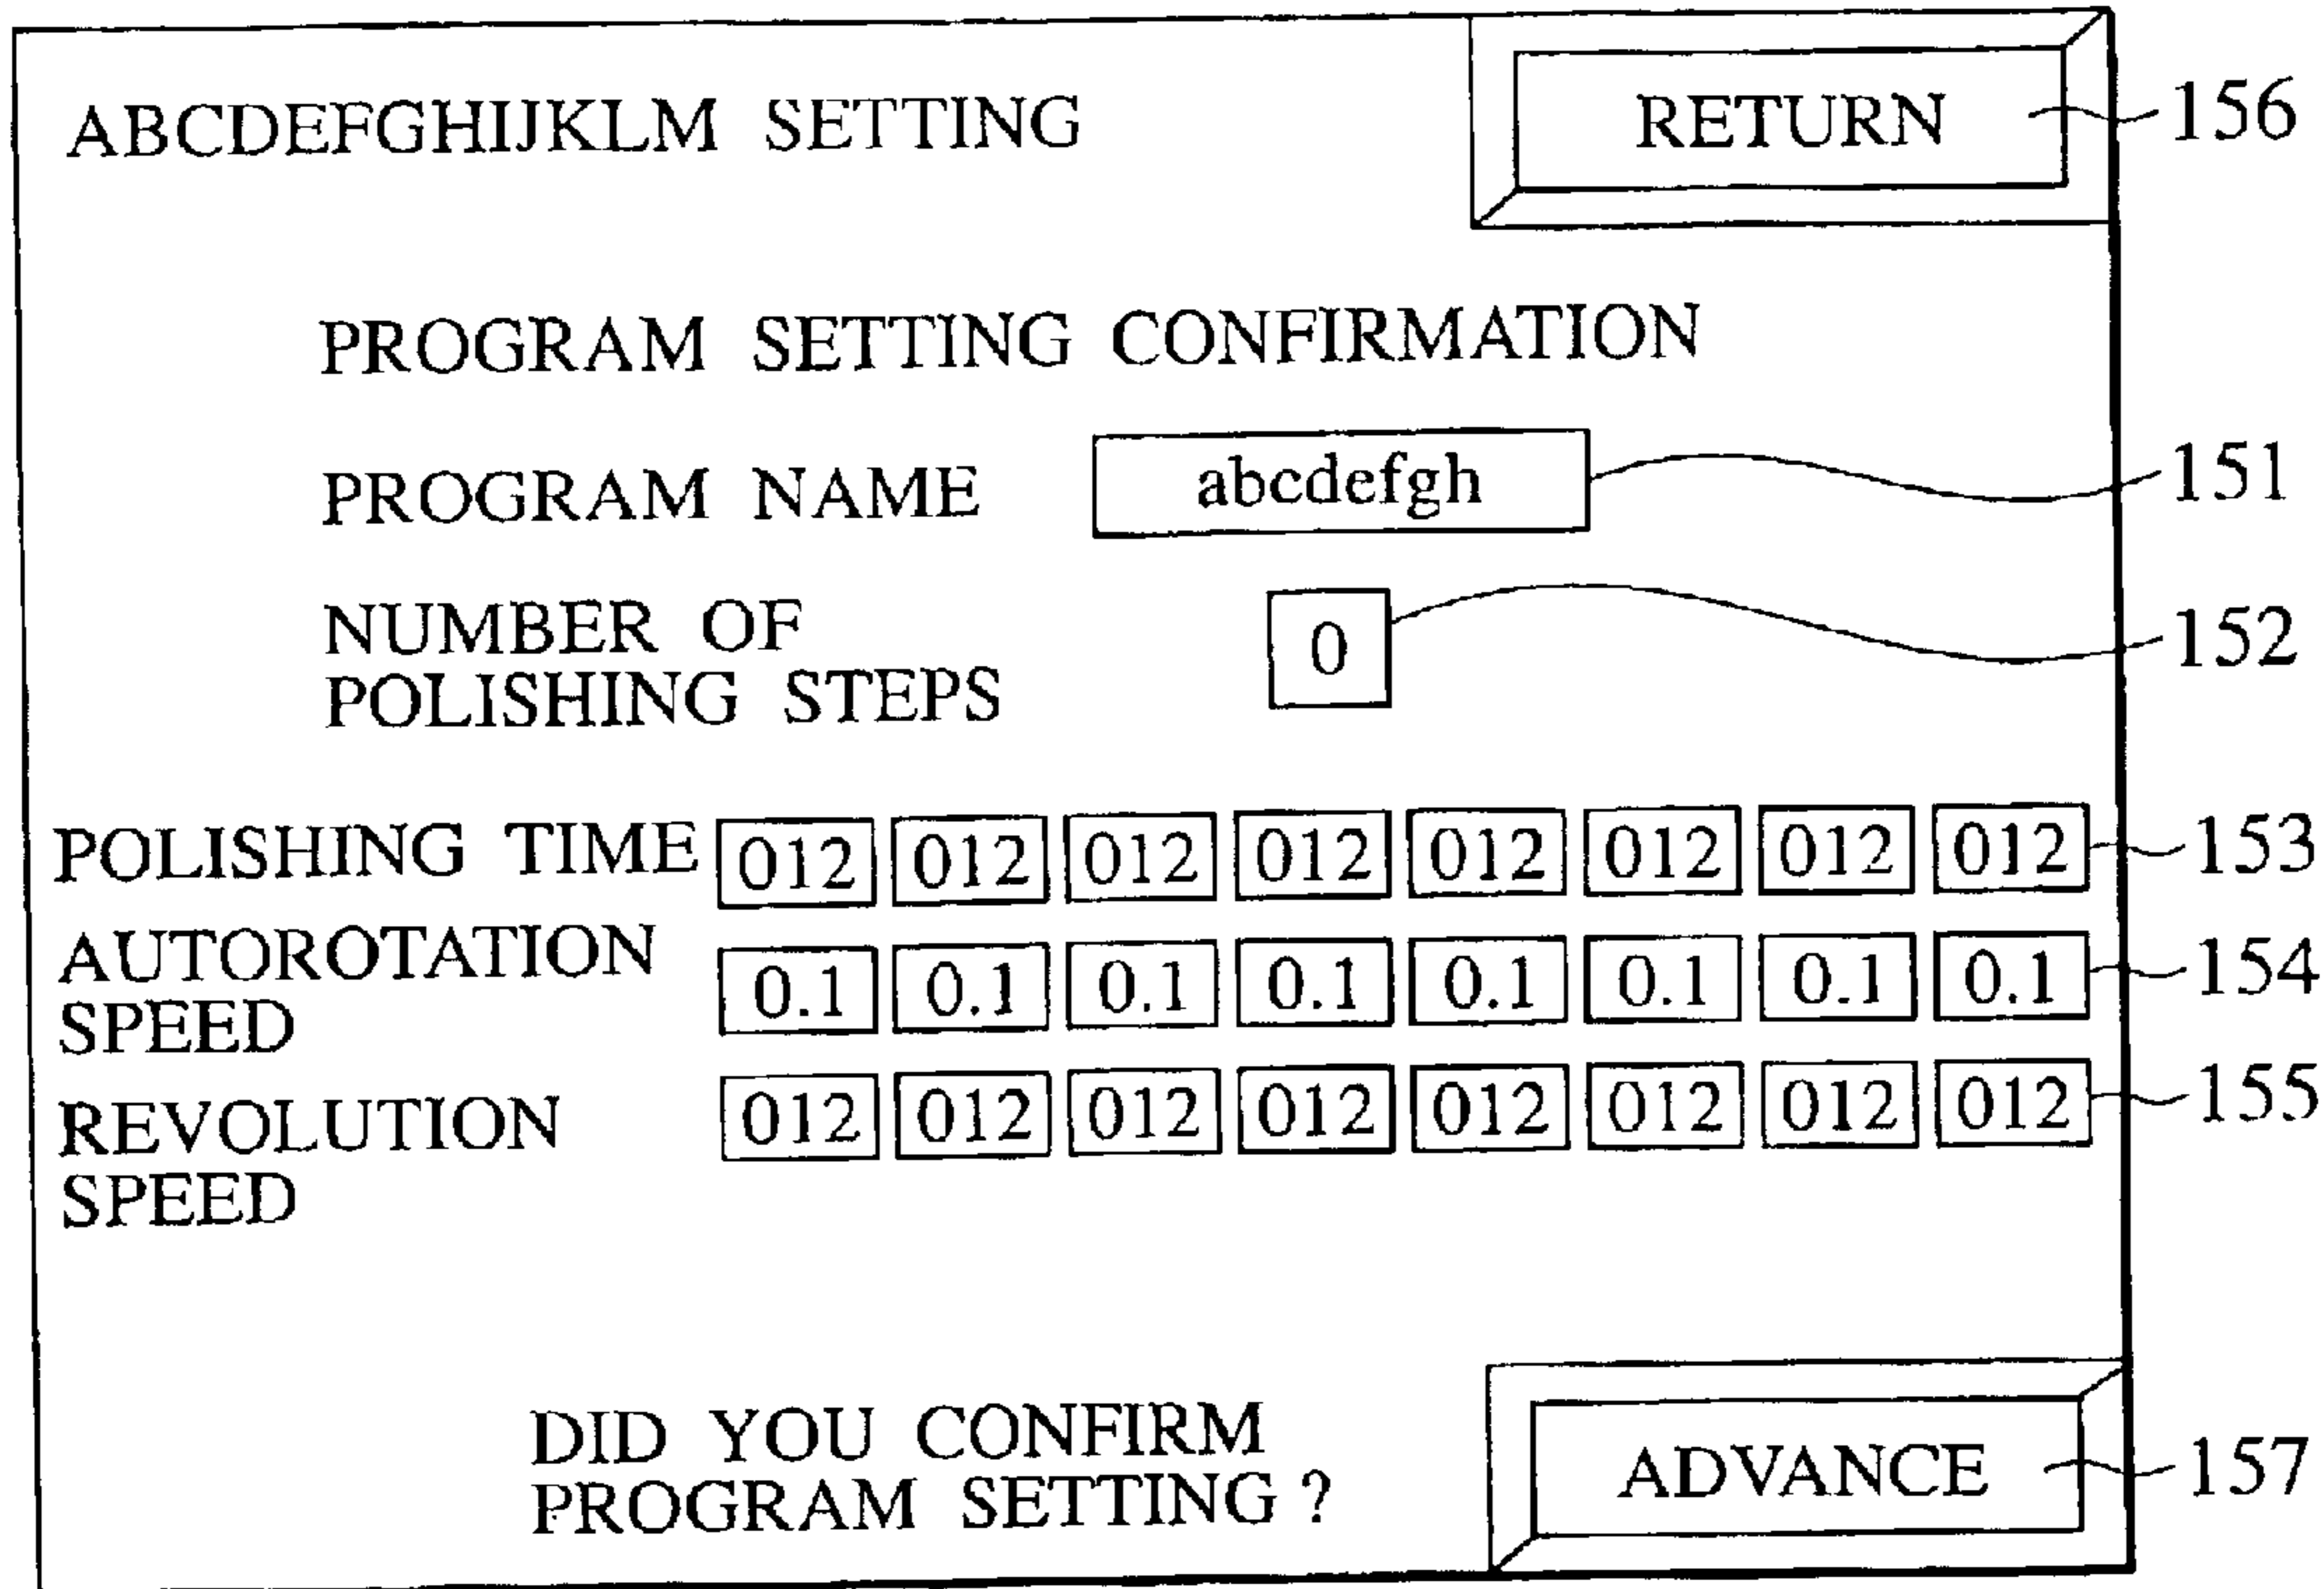 ABCDEFGHIJKLM SETTING RETURN 156
PROGRAM SETTING CONFIRMATION
PROGRAM NAME abcdefgh 151
NUMBER OF
POLISHING STEPS 0 152
POLISHING TIME 012 012 012 012 012 012 012 012 153
AUTOROTATION
SPEED 0.1 0.1 0.1 0.1 0.1 0.1 0.1 0.1 154
REVOLUTION
SPEED 012 012 012 012 012 012 012 012 155
DID YOU CONFIRM
PROGRAM SETTING ? ADVANCE 157